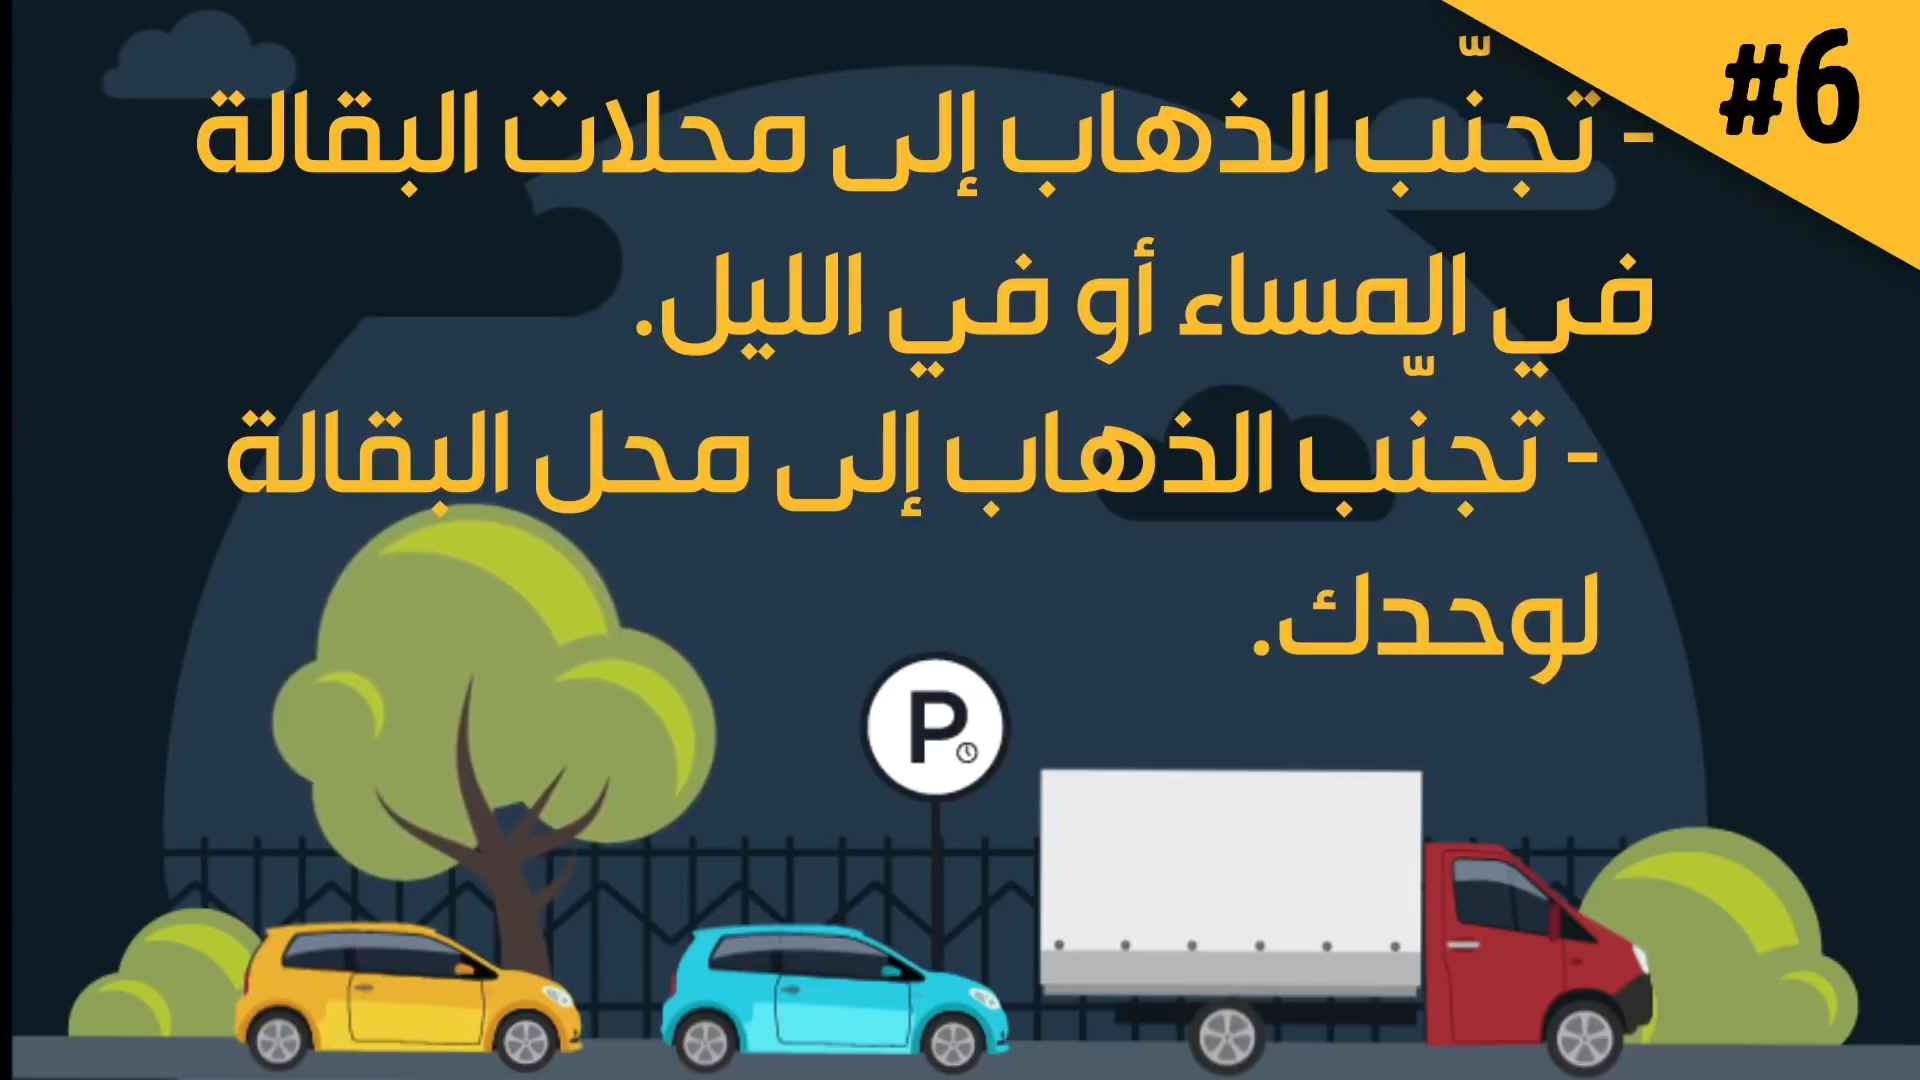 #6
- تجنّب الذهاب إلى محلات البقالة
في المساء أو في الليل.
- تجنّب الذهاب إلى محل البقالة
لوحدك.
P